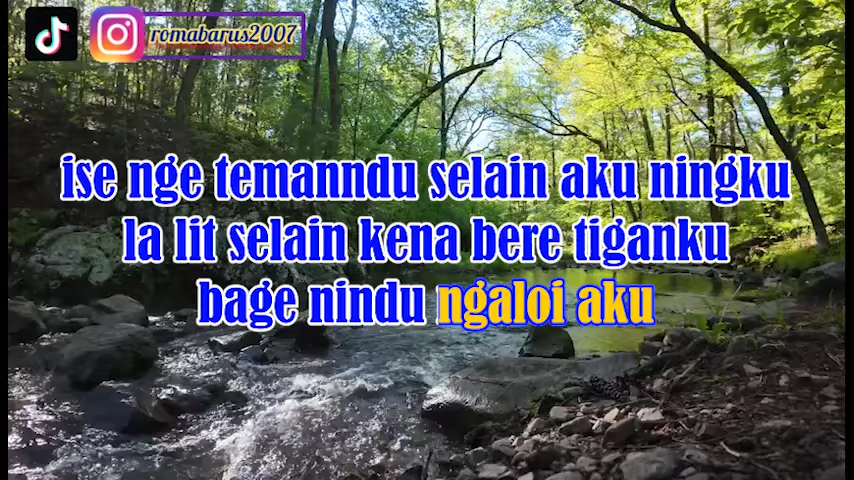 romabarus2007
ise nge temanndu selain aku ningku
la lit selain kena bere tiganku
bage nindu ngaloi aku